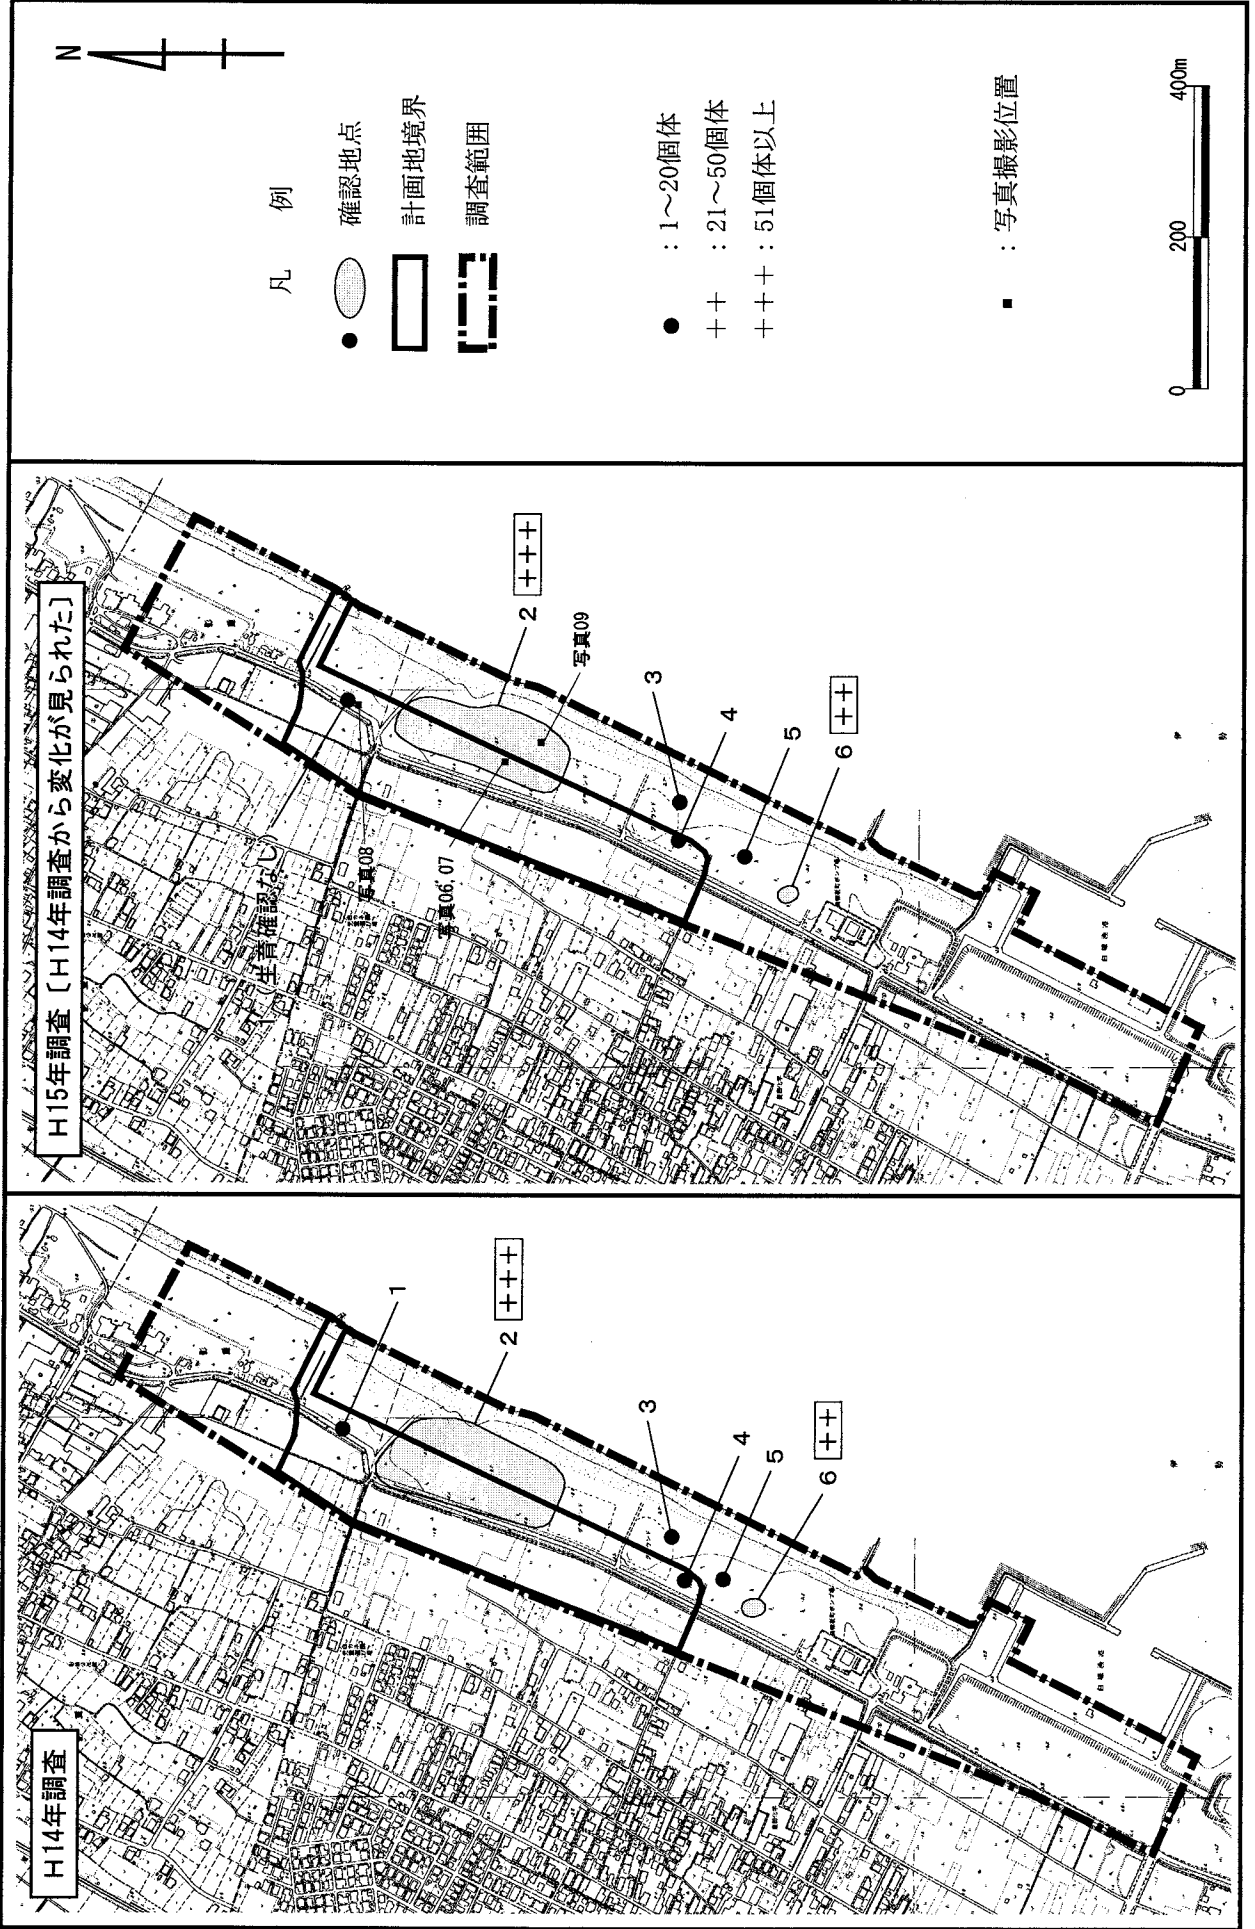 H14年調査
1
2 +++
3
4
5
6 ++
H15年調査〔H14年調査から変化が見られた〕
1(生育確認なし)
写真08
写真06, 07
2 +++
写真09
3
4
5
6 ++
N
凡 例
確認地点
計画地境界
調査範囲
● :1~20個体
++ :21~50個体
+++:51個体以上
▪ :写真撮影位置
0 200 400m